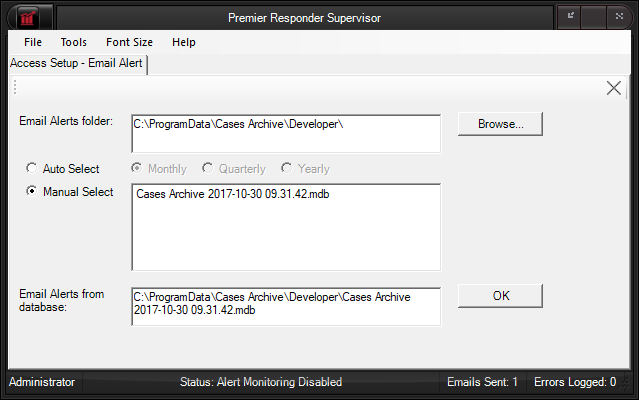 Premier Responder Supervisor
File Tools Font Size Help
Access Setup - Email Alert
Email Alerts folder:
C:\ProgramData\Cases Archive\Developer\
Browse...
Auto Select
Monthly Quarterly Yearly
Manual Select
Cases Archive 2017-10-30 09.31.42.mdb
Email Alerts from
database:
C:\ProgramData\Cases Archive\Developer\Cases Archive
2017-10-30 09.31.42.mdb
OK
Administrator Status: Alert Monitoring Disabled Emails Sent: 1 Errors Logged: 0